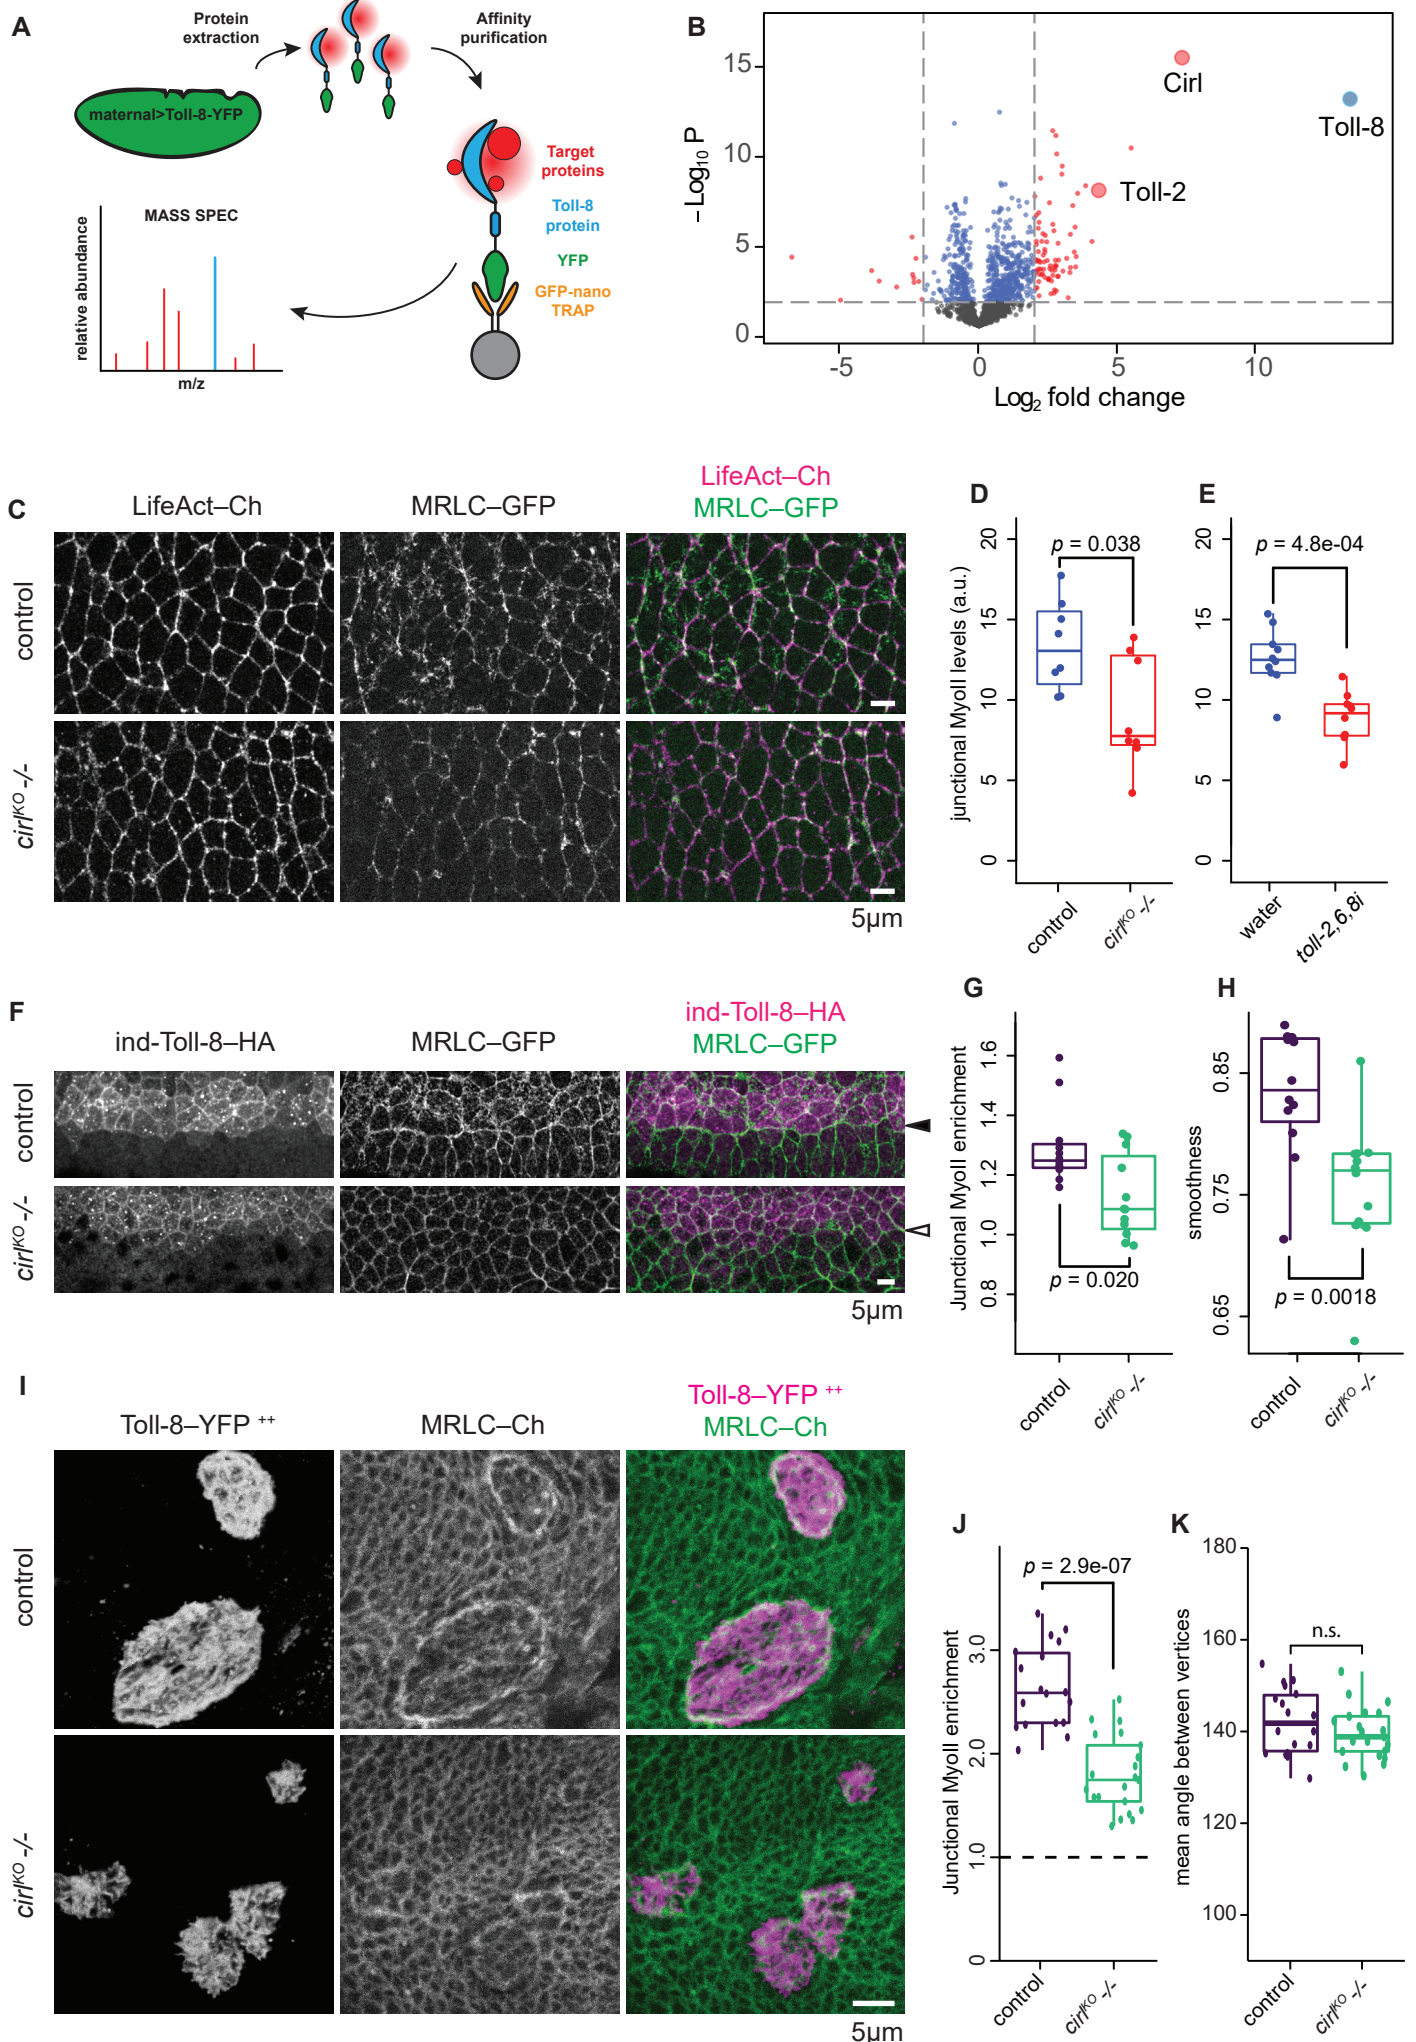 A
Protein
extraction
Affinity
purification
maternal>Toll-8-YFP
Target
proteins
Toll-8
protein
YFP
GFP-nano
TRAP
MASS SPEC
relative abundance
m/z
B
15
10
5
0
–Log10 P
Cirl
Toll-8
Toll-2
-5
0
5
10
Log2 fold change
C
LifeAct–Ch
MRLC–GFP
LifeAct–Ch
MRLC–GFP
control
cirlKO -/-
5µm
D
p = 0.038
junctional MyoII levels (a.u.)
20
15
10
5
0
control
cirlKO -/-
E
p = 4.8e-04
20
15
10
5
0
water
toll-2,6,8i
F
ind-Toll-8–HA
MRLC–GFP
ind-Toll-8–HA
MRLC–GFP
control
cirlKO -/-
5µm
G
Junctional MyoII enrichment
1.6
1.4
1.2
1.0
0.8
p = 0.020
control
cirlKO -/-
H
smoothness
0.85
0.75
0.65
p = 0.0018
control
cirlKO -/-
I
Toll-8–YFP ++
MRLC–Ch
Toll-8–YFP ++
MRLC–Ch
control
cirlKO -/-
5µm
J
p = 2.9e-07
Junctional MyoII enrichment
3.0
2.0
1.0
0
control
cirlKO -/-
K
n.s.
mean angle between vertices
180
160
140
120
100
control
cirlKO -/-